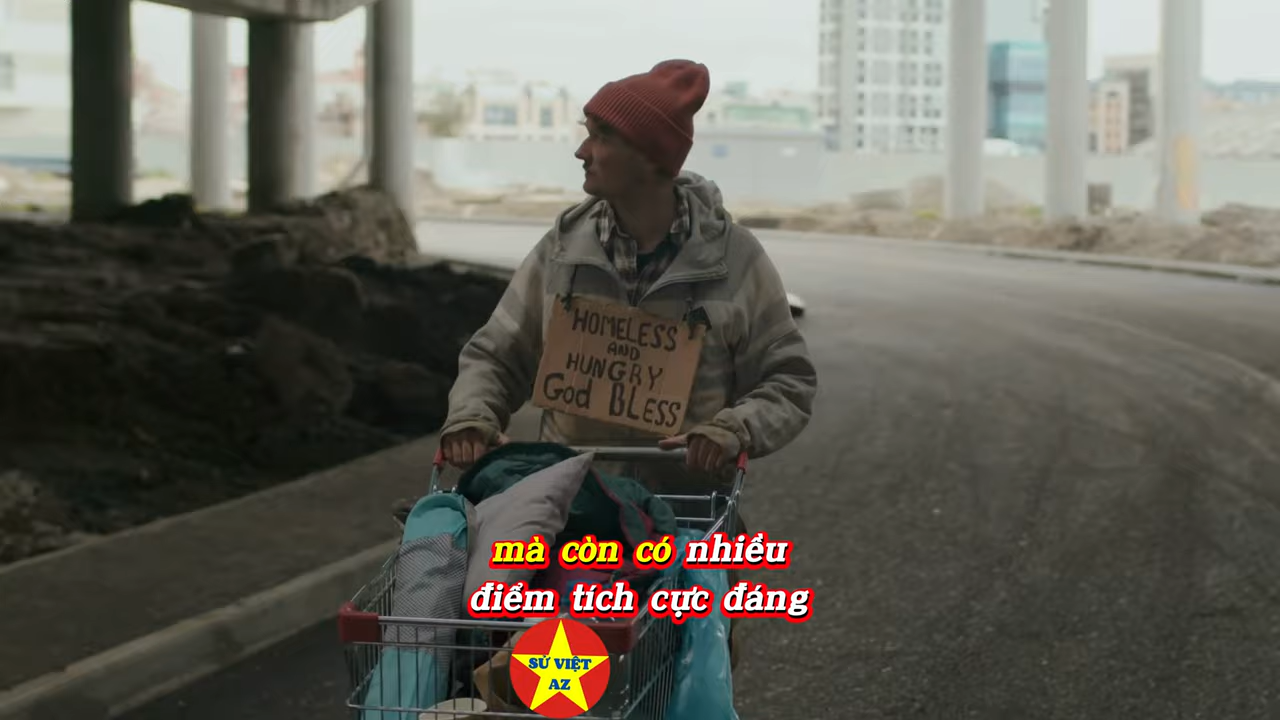 HOMELESS
AND
HUNGRY
God BLESS
mà còn có nhiều
điểm tích cực đáng
SỬ VIỆT
AZ